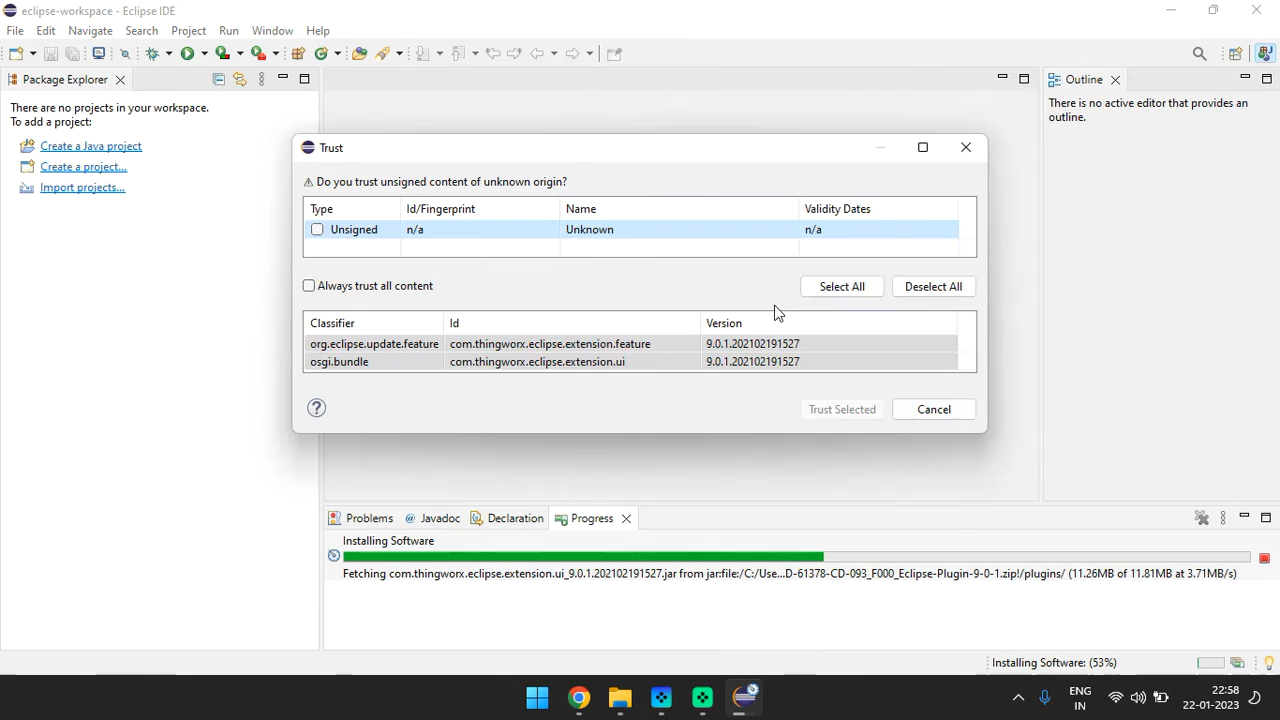 eclipse-workspace - Eclipse IDE
File Edit Navigate Search Project Run Window Help
Package Explorer
Outline
There are no projects in your workspace.
To add a project:
Create a Java project
Create a project...
Import projects...
There is no active editor that provides an
outline.
Trust
Do you trust unsigned content of unknown origin?
Type Id/Fingerprint Name Validity Dates
Unsigned n/a Unknown n/a
Always trust all content Select All Deselect All
Classifier Id Version
org.eclipse.update.feature com.thingworx.eclipse.extension.feature 9.0.1.202102191527
osgi.bundle com.thingworx.eclipse.extension.ui 9.0.1.202102191527
Trust Selected Cancel
Problems Javadoc Declaration Progress
Installing Software
Fetching com.thingworx.eclipse.extension.ui_9.0.1.202102191527.jar from jar:file:/C:/Use...D-61378-CD-093_F000_Eclipse-Plugin-9-0-1.zip!/plugins/ (11.26MB of 11.81MB at 3.71MB/s)
Installing Software: (53%)
ENG
IN
22:58
22-01-2023